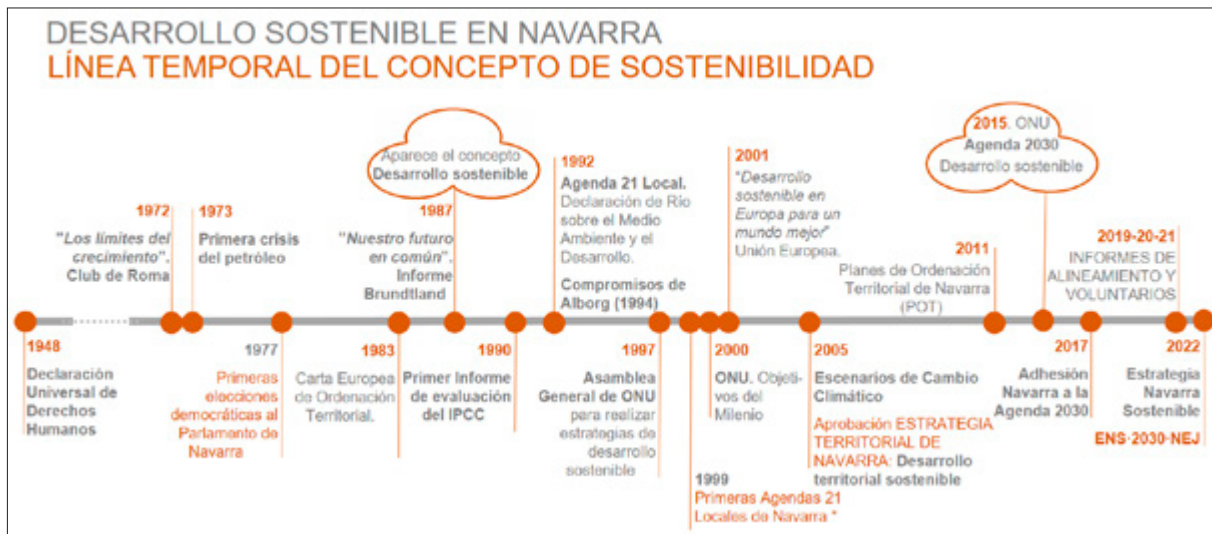 DESARROLLO SOSTENIBLE EN NAVARRA
LÍNEA TEMPORAL DEL CONCEPTO DE SOSTENIBILIDAD
1948
Declaración
Universal de
Derechos
Humanos
1972
"Los límites del
crecimiento".
Club de Roma
1973
Primera crisis
del petróleo
1977
Primeras
elecciones
democráticas al
Parlamento de
Navarra
1983
Carta Europea
de Ordenación
Territorial.
Aparece el concepto
Desarrollo sostenible
1987
"Nuestro futuro
en común".
Informe
Brundtland
1990
Primer Informe
de evaluación
del IPCC
1992
Agenda 21 Local.
Declaración de Río
sobre el Medio
Ambiente y el
Desarrollo.
Compromisos de
Alborg (1994)
1997
Asamblea
General de ONU
para realizar
estrategias de
desarrollo
sostenible
1999
Primeras Agendas 21
Locales de Navarra *
2000
ONU. Objeti-
vos del
Milenio
2001
"Desarrollo
sostenible en
Europa para un
mundo mejor"
Unión Europea.
2005
Escenarios de Cambio
Climático
Aprobación ESTRATEGIA
TERRITORIAL DE
NAVARRA: Desarrollo
territorial sostenible
2011
Planes de Ordenación
Territorial de Navarra
(POT)
2015. ONU
Agenda 2030
Desarrollo sostenible
2017
Adhesión
Navarra a la
Agenda 2030
2019-20-21
INFORMES DE
ALINEAMIENTO Y
VOLUNTARIOS
2022
Estrategia
Navarra
Sostenible
ENS·2030·NEJ